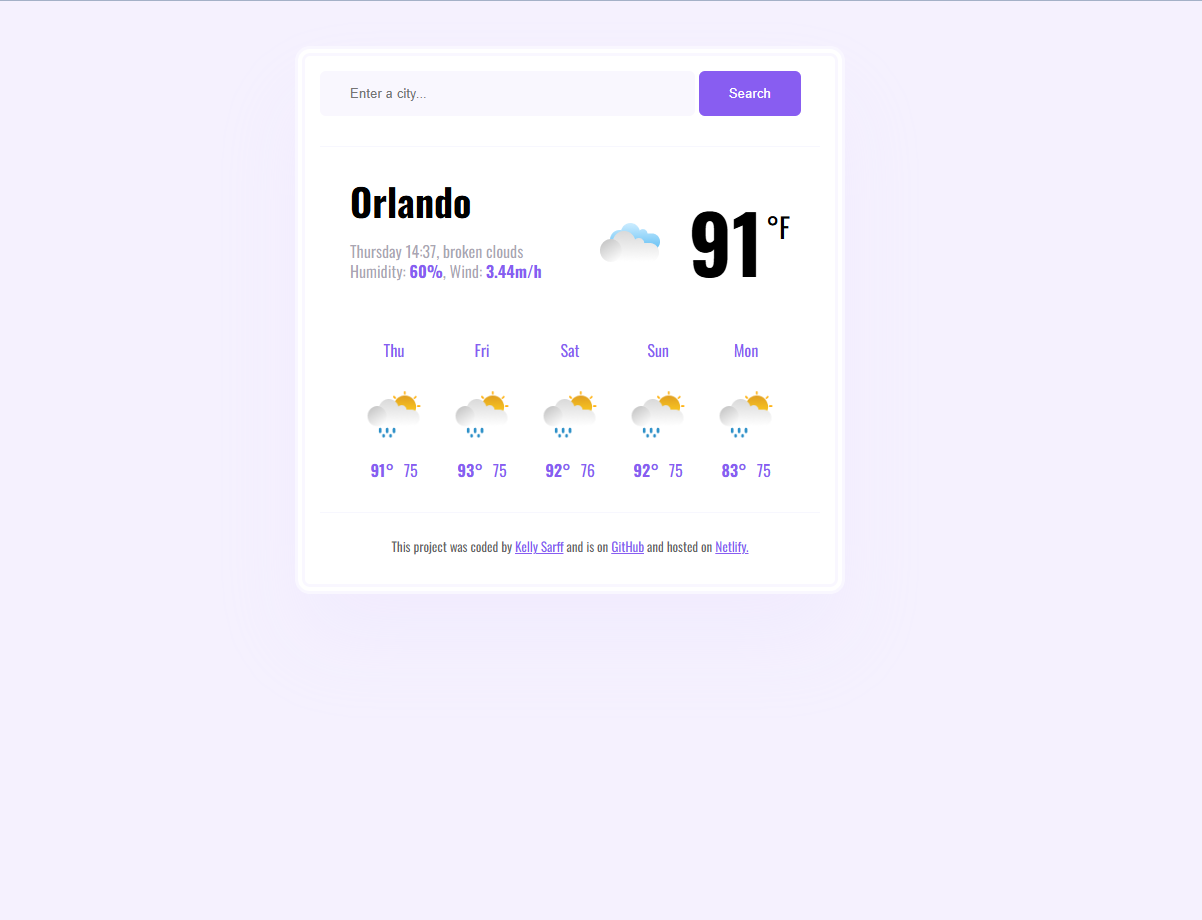 Enter a city...
Search
Orlando
Thursday 14:37, broken clouds
Humidity: 60%, Wind: 3.44m/h
91 °F
Thu Fri Sat Sun Mon
91° 75 93° 75 92° 76 92° 75 83° 75
This project was coded by Kelly Sarff and is on GitHub and hosted on Netlify.